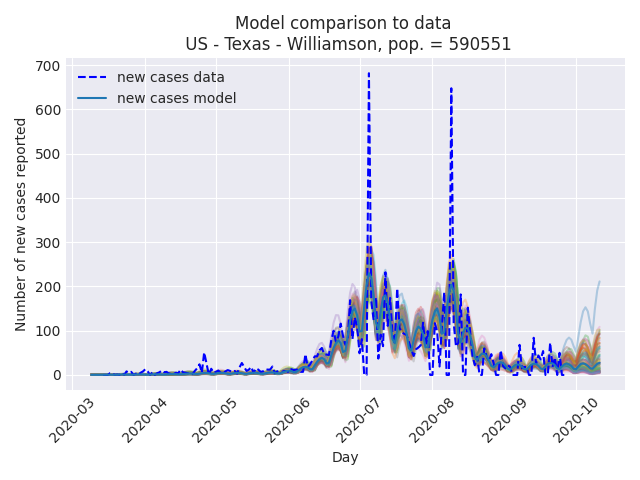 Model comparison to data
US - Texas - Williamson, pop. = 590551
700
600
500
400
300
200
100
0
new cases data
new cases model
Number of new cases reported
2020-03
2020-04
2020-05
2020-06
2020-07
2020-08
2020-09
2020-10
Day